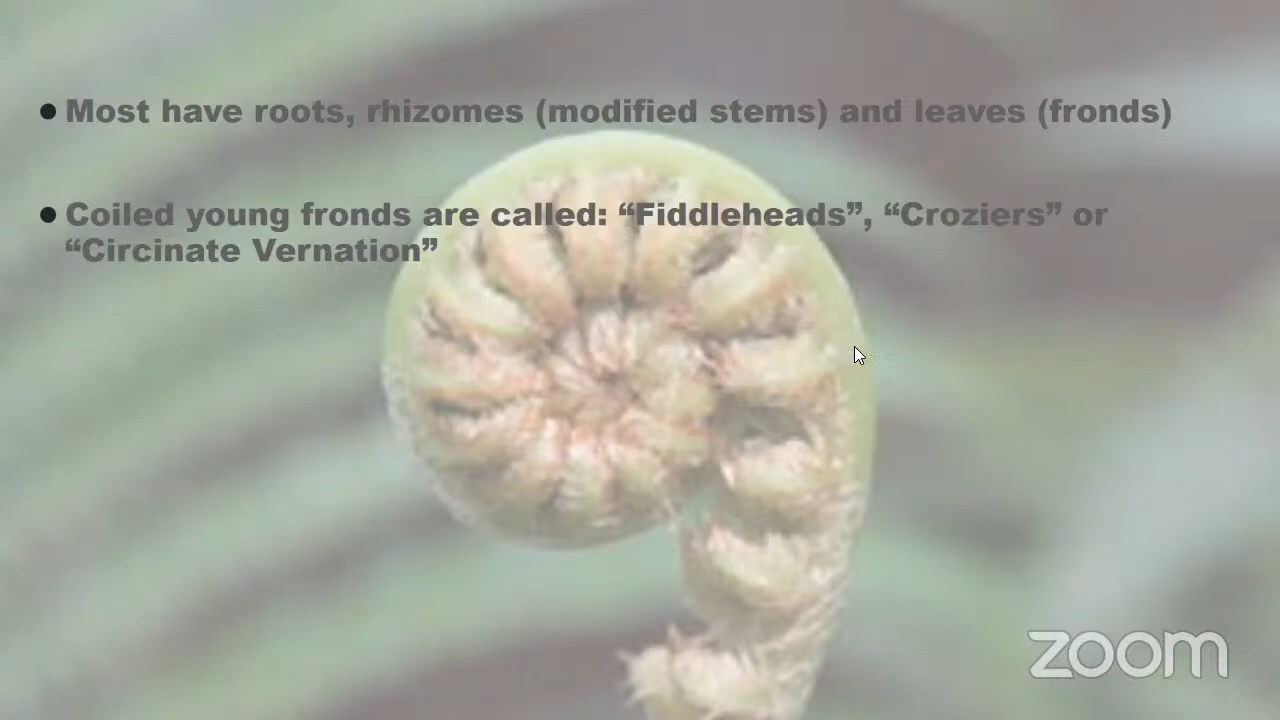 • Most have roots, rhizomes (modified stems) and leaves (fronds)
• Coiled young fronds are called: “Fiddleheads”, “Croziers” or
“Circinate Vernation”
zoom